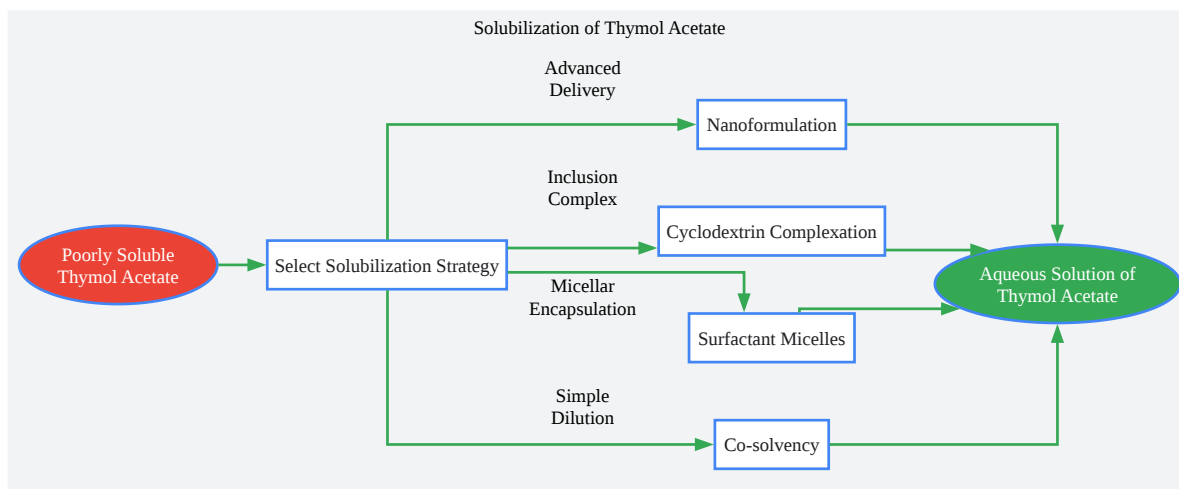 Solubilization of Thymol Acetate
Advanced
Delivery
Nanoformulation
Inclusion
Complex
Cyclodextrin Complexation
Poorly Soluble
Thymol Acetate
Select Solubilization Strategy
Aqueous Solution of
Thymol Acetate
Micellar
Encapsulation
Surfactant Micelles
Simple
Dilution
Co-solvency